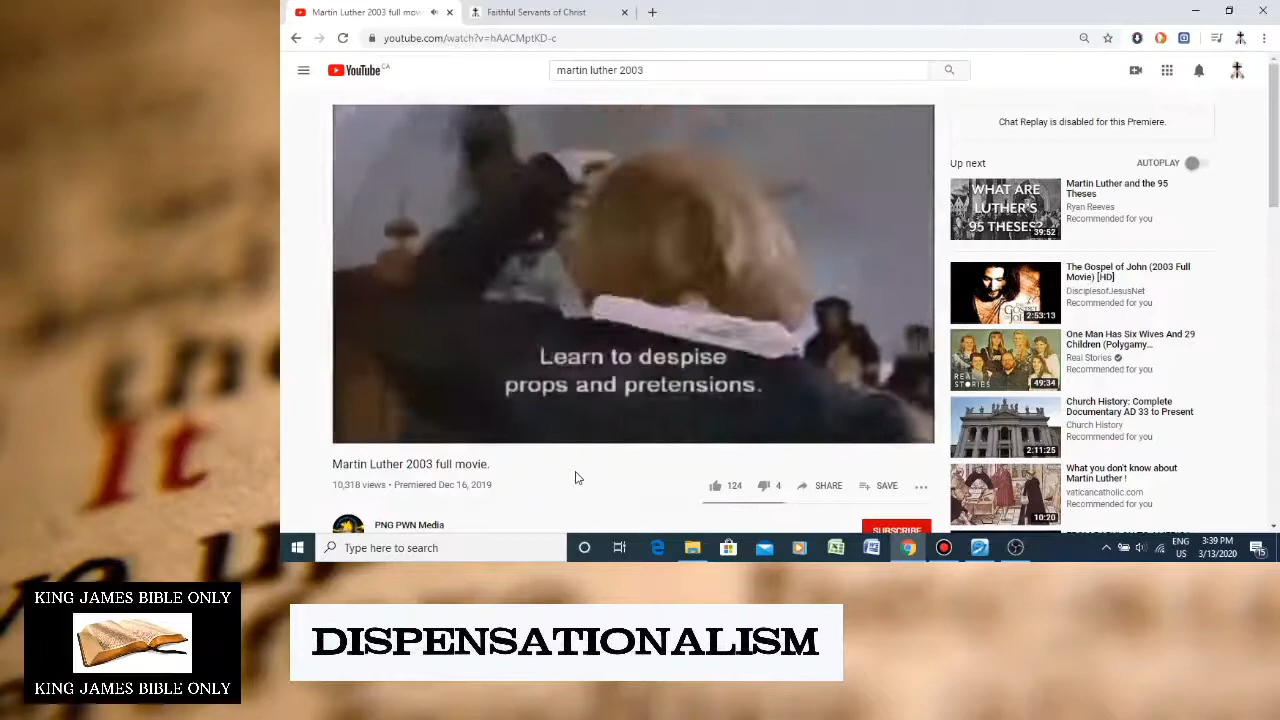 Martin Luther 2003 full mov
Faithful Servants of Christ
youtube.com/watch?v=hAACMptKD-c
YouTube CA
martin luther 2003
Chat Replay is disabled for this Premiere.
Up next
AUTOPLAY
WHAT ARE
LUTHER'S
95 THESES?
39:52
Martin Luther and the 95
Theses
Ryan Reeves
Recommended for you
2:53:13
The Gospel of John (2003 Full
Movie) [HD]
DisciplesofJesusNet
Recommended for you
REAL
STORIES
49:34
One Man Has Six Wives And 29
Children (Polygamy...
Real Stories
Recommended for you
2:11:25
Church History: Complete
Documentary AD 33 to Present
Church History
Recommended for you
10:20
What you don't know about
Martin Luther !
vaticancatholic.com
Recommended for you
Learn to despise
props and pretensions.
Martin Luther 2003 full movie.
10,318 views • Premiered Dec 16, 2019
124
4
SHARE
SAVE
PNG PWN Media
SUBSCRIBE
Type here to search
ENG
US
3:39 PM
3/13/2020
15
It
KING JAMES BIBLE ONLY
KING JAMES BIBLE ONLY
DISPENSATIONALISM